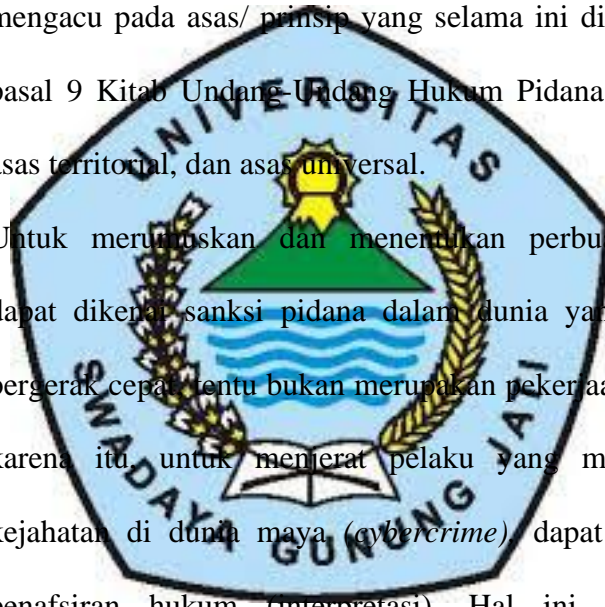 mengacu pada asas/ prinsip yang selama ini di
pasal 9 Kitab Undang-Undang Hukum Pidana
asas territorial, dan asas universal.
Untuk merumuskan dan menentukan perbu
dapat dikenai sanksi pidana dalam dunia yan
bergerak cepat, tentu bukan merupakan pekerjaa
karena itu, untuk menjerat pelaku yang m
kejahatan di dunia maya (cybercrime), dapat
penafsiran hukum (interpretasi). Hal ini
UNIVERSITAS
SWADAYA GUNUNG JATI